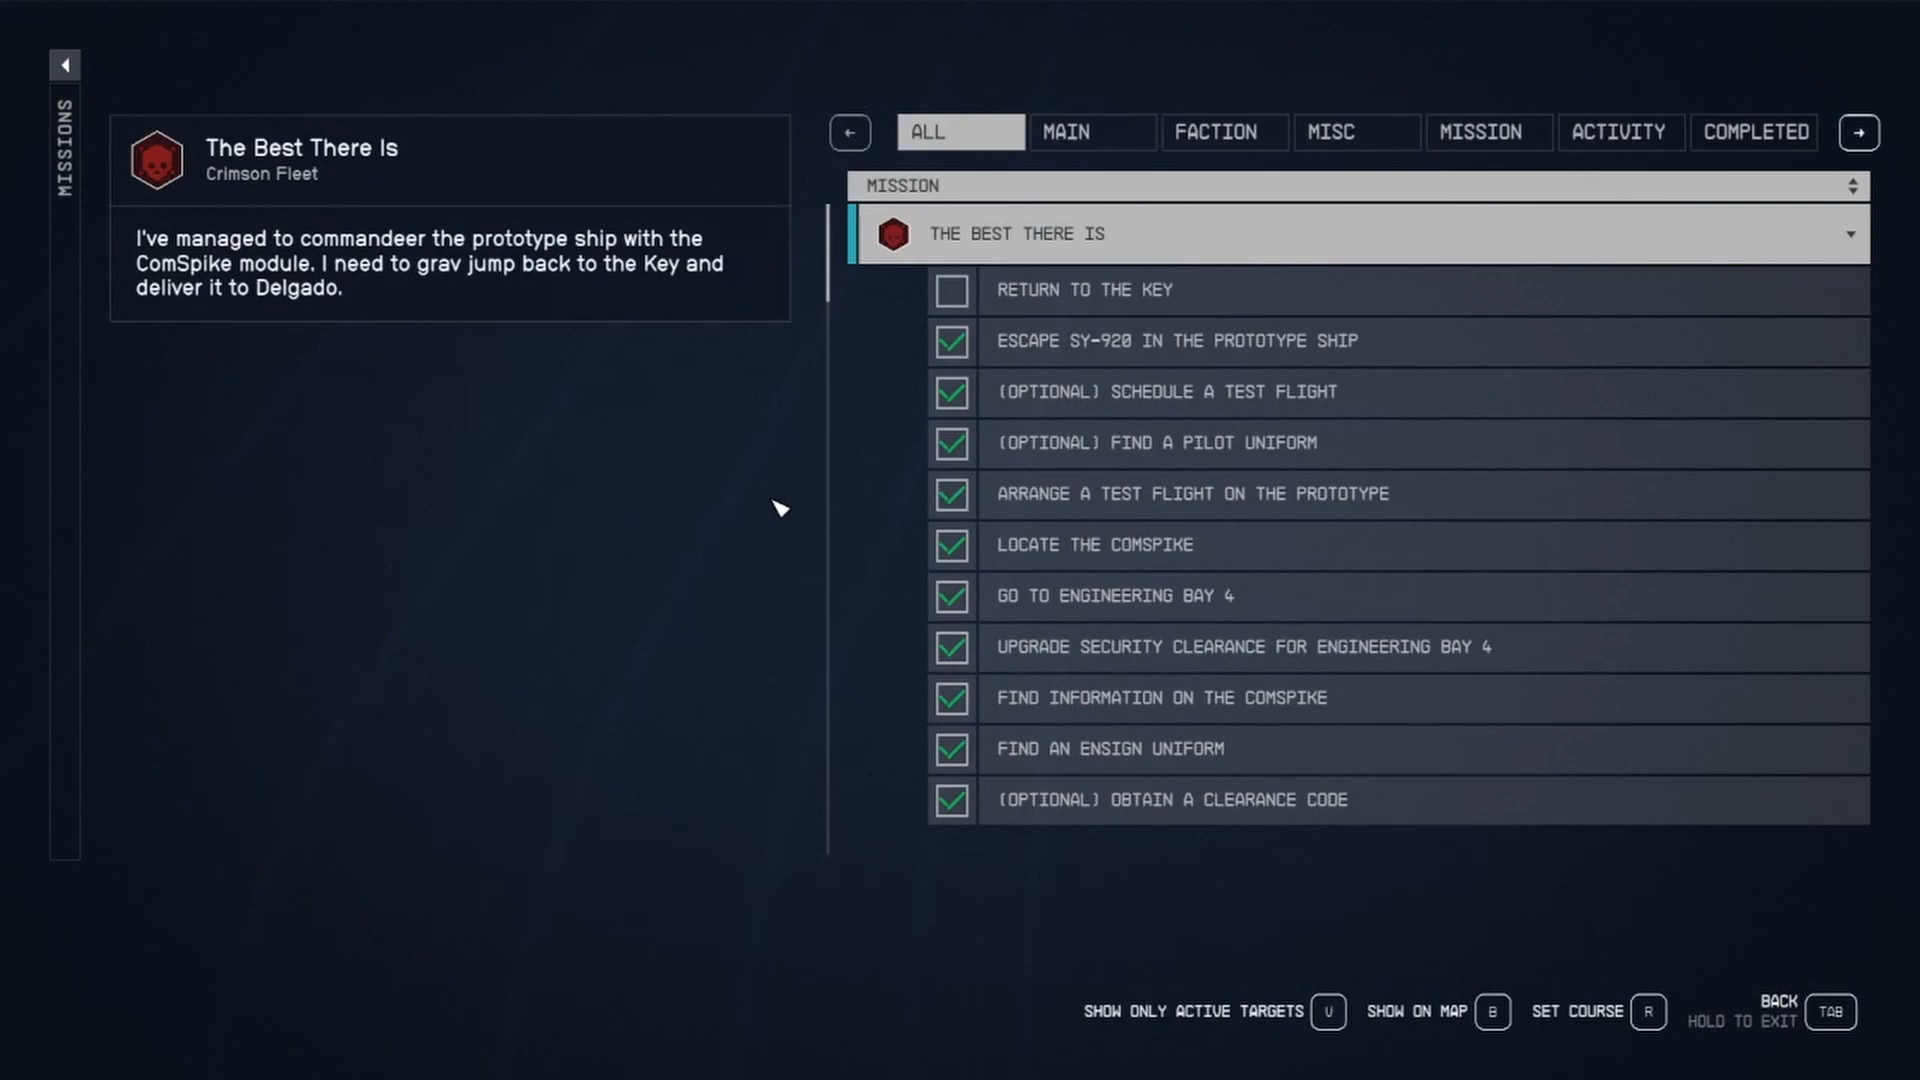 MISSIONS
The Best There Is
Crimson Fleet
I've managed to commandeer the prototype ship with the
ComSpike module. I need to grav jump back to the Key and
deliver it to Delgado.
ALL
MAIN
FACTION
MISC
MISSION
ACTIVITY
COMPLETED
MISSION
THE BEST THERE IS
RETURN TO THE KEY
ESCAPE SY-920 IN THE PROTOTYPE SHIP
(OPTIONAL) SCHEDULE A TEST FLIGHT
(OPTIONAL) FIND A PILOT UNIFORM
ARRANGE A TEST FLIGHT ON THE PROTOTYPE
LOCATE THE COMSPIKE
GO TO ENGINEERING BAY 4
UPGRADE SECURITY CLEARANCE FOR ENGINEERING BAY 4
FIND INFORMATION ON THE COMSPIKE
FIND AN ENSIGN UNIFORM
(OPTIONAL) OBTAIN A CLEARANCE CODE
SHOW ONLY ACTIVE TARGETS V
SHOW ON MAP B
SET COURSE R
BACK
HOLD TO EXIT
TAB